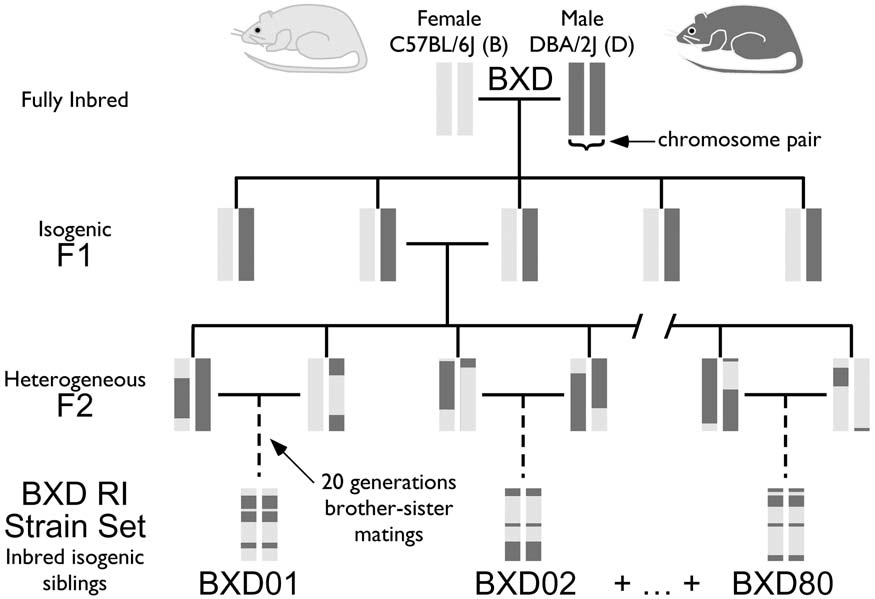 Female
C57BL/6J (B)
Male
DBA/2J (D)
BXD
Fully Inbred
chromosome pair
Isogenic
F1
Heterogeneous
F2
20 generations
brother-sister
matings
BXD RI
Strain Set
Inbred isogenic
siblings
BXD01
BXD02
+ ... +
BXD80